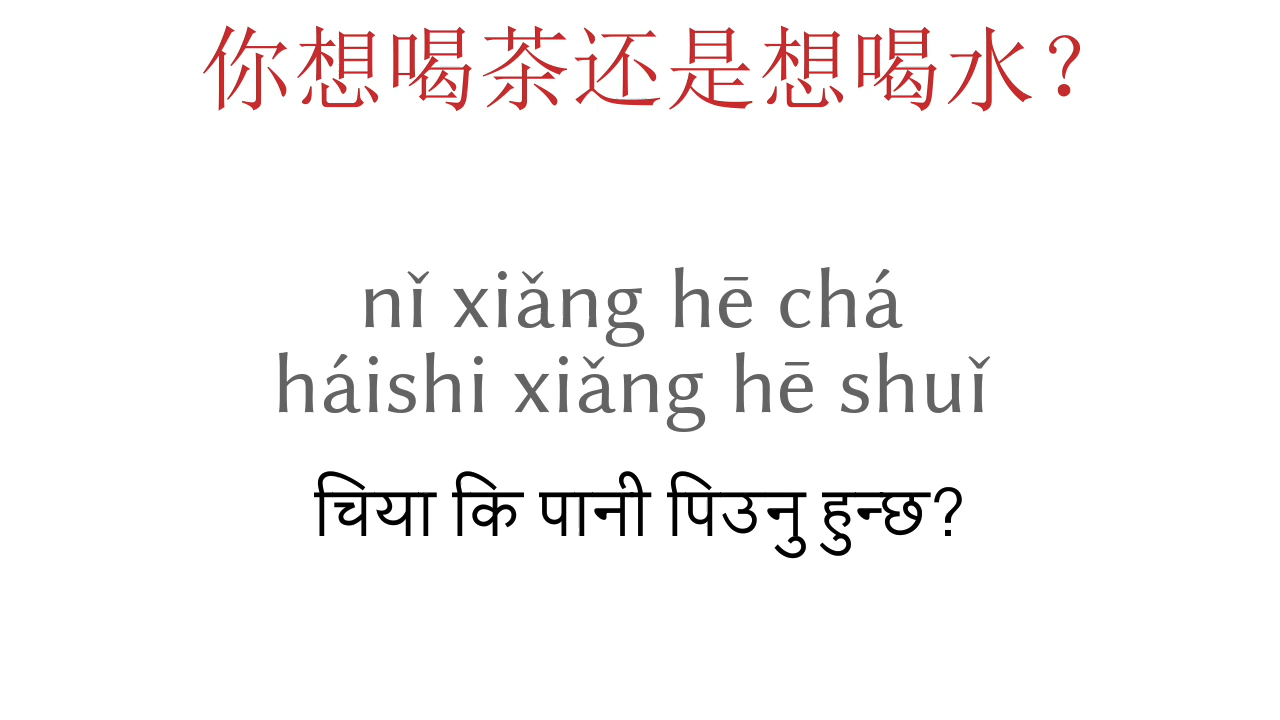 你想喝茶还是想喝水？
nǐ xiǎng hē chá
háishi xiǎng hē shuǐ
चिया कि पानी पिउनु हुन्छ?